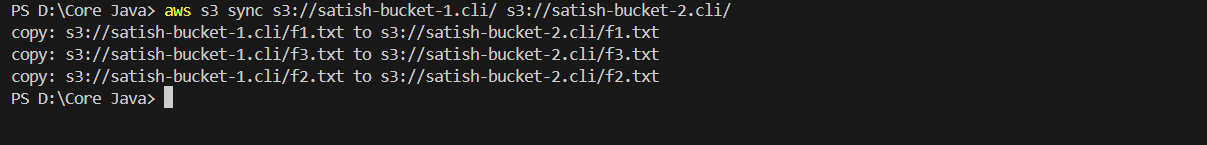 PS D:\Core Java> aws s3 sync s3://satish-bucket-1.cli/ s3://satish-bucket-2.cli/
copy: s3://satish-bucket-1.cli/f1.txt to s3://satish-bucket-2.cli/f1.txt
copy: s3://satish-bucket-1.cli/f3.txt to s3://satish-bucket-2.cli/f3.txt
copy: s3://satish-bucket-1.cli/f2.txt to s3://satish-bucket-2.cli/f2.txt
PS D:\Core Java>